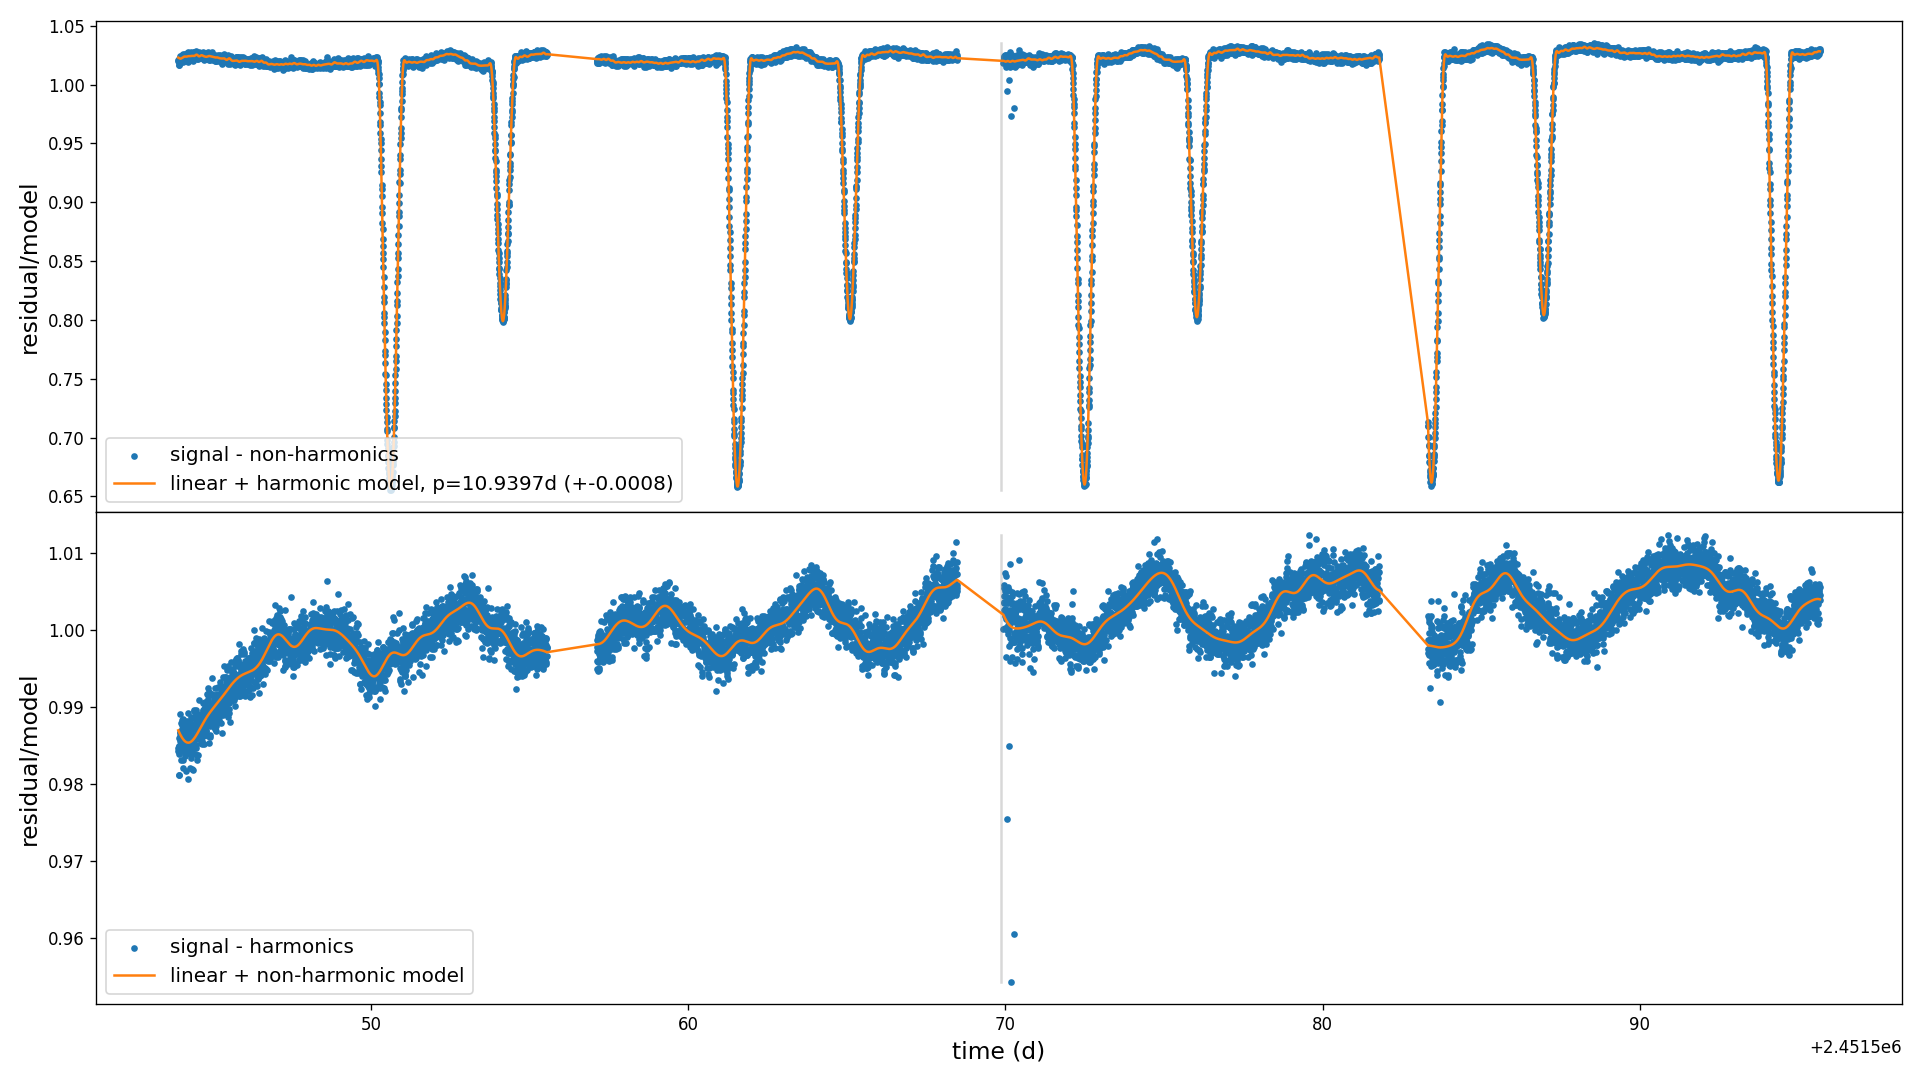 1.05
1.00
0.95
0.90
0.85
0.80
0.75
0.70
0.65
residual/model
signal - non-harmonics
linear + harmonic model, p=10.9397d (+-0.0008)
1.01
1.00
0.99
0.98
0.97
0.96
residual/model
signal - harmonics
linear + non-harmonic model
50 60 70 80 90
time (d)
+2.4515e6